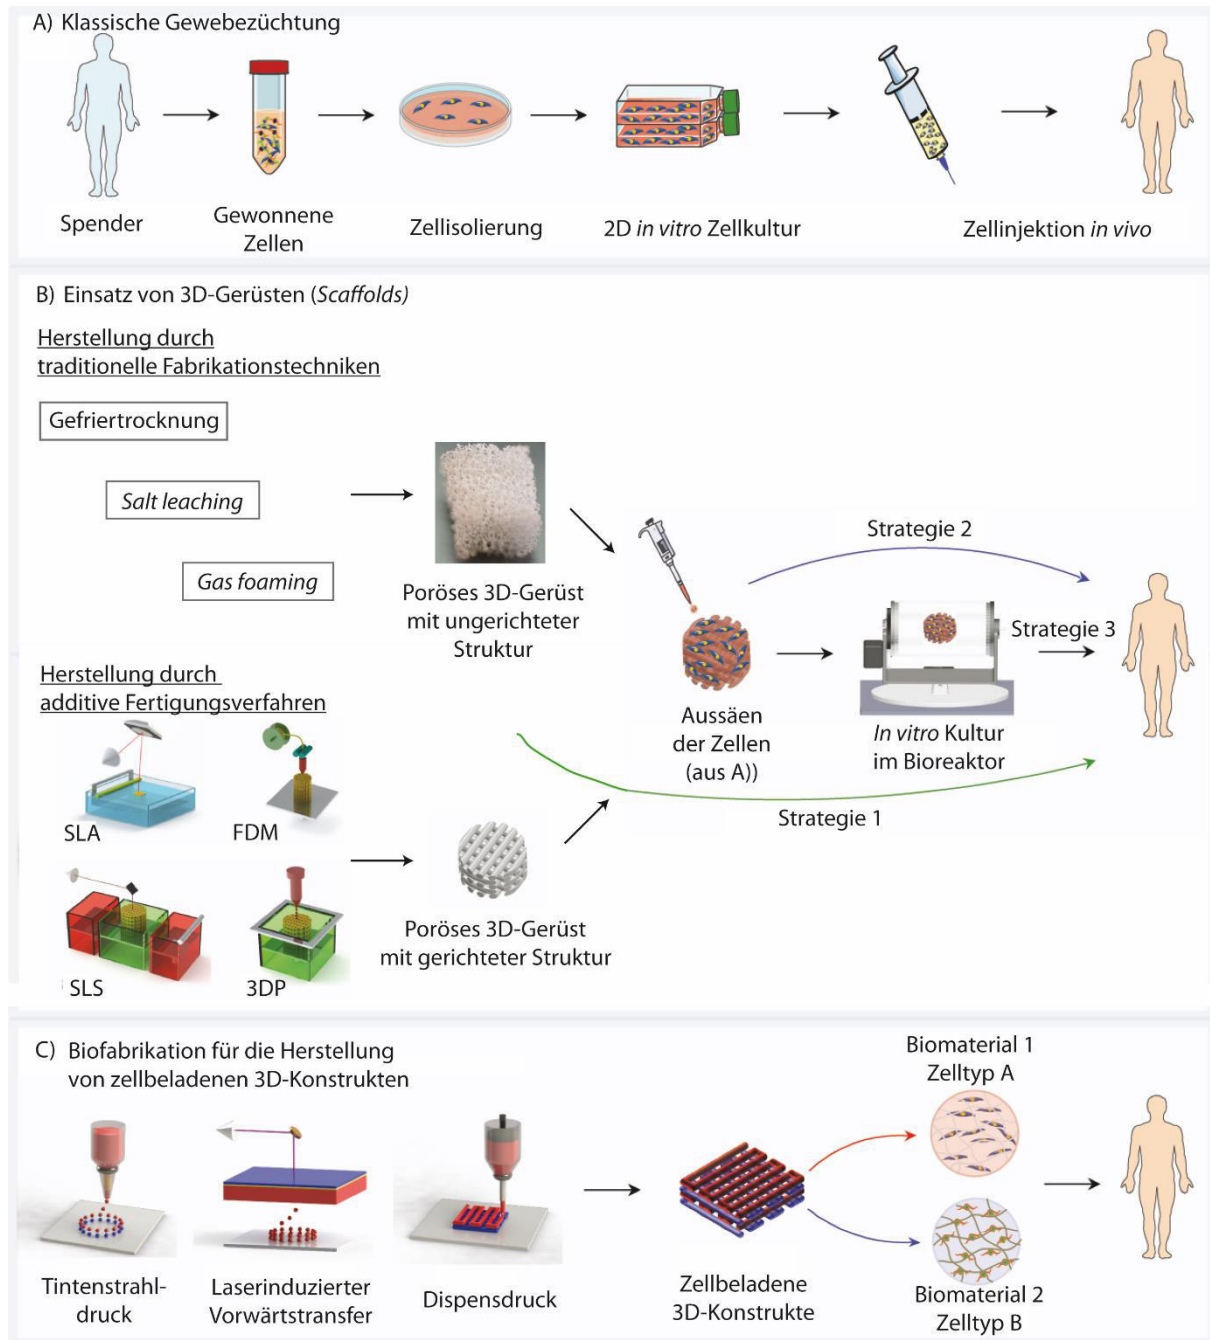 A) Klassische Gewebezüchtung
Spender
Gewonnene
Zellen
Zellisolierung
2D in vitro Zellkultur
Zellinjektion in vivo
B) Einsatz von 3D-Gerüsten (Scaffolds)
Herstellung durch
traditionelle Fabrikationstechniken
Gefriertrocknung
Salt leaching
Gas foaming
Poröses 3D-Gerüst
mit ungerichteter
Struktur
Strategie 2
Strategie 3
Aussäen
der Zellen
(aus A))
In vitro Kultur
im Bioreaktor
Strategie 1
Herstellung durch
additive Fertigungsverfahren
SLA
FDM
SLS
3DP
Poröses 3D-Gerüst
mit gerichteter Struktur
C) Biofabrikation für die Herstellung
von zellbeladenen 3D-Konstrukten
Tintenstrahl-
druck
Laserinduzierter
Vorwärtstransfer
Dispensdruck
Zellbeladene
3D-Konstrukte
Biomaterial 1
Zelltyp A
Biomaterial 2
Zelltyp B